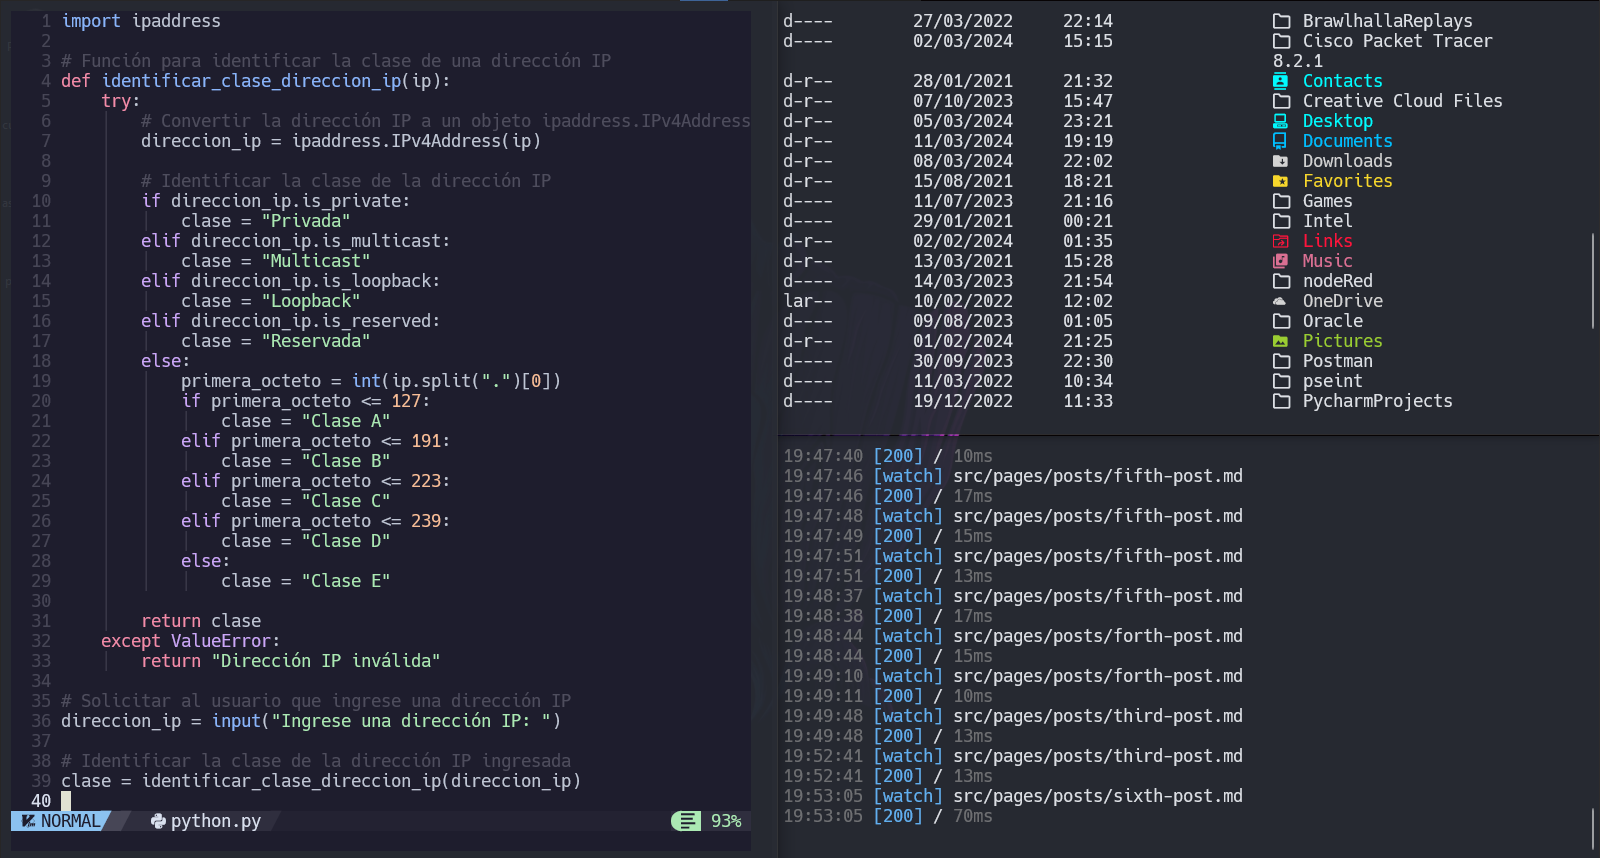 1 import ipaddress
2
3 # Función para identificar la clase de una dirección IP
4 def identificar_clase_direccion_ip(ip):
5 try:
6 # Convertir la dirección IP a un objeto ipaddress.IPv4Address
7 direccion_ip = ipaddress.IPv4Address(ip)
8
9 # Identificar la clase de la dirección IP
10 if direccion_ip.is_private:
11 clase = "Privada"
12 elif direccion_ip.is_multicast:
13 clase = "Multicast"
14 elif direccion_ip.is_loopback:
15 clase = "Loopback"
16 elif direccion_ip.is_reserved:
17 clase = "Reservada"
18 else:
19 primera_octeto = int(ip.split(".")[0])
20 if primera_octeto <= 127:
21 clase = "Clase A"
22 elif primera_octeto <= 191:
23 clase = "Clase B"
24 elif primera_octeto <= 223:
25 clase = "Clase C"
26 elif primera_octeto <= 239:
27 clase = "Clase D"
28 else:
29 clase = "Clase E"
30
31 return clase
32 except ValueError:
33 return "Dirección IP inválida"
34
35 # Solicitar al usuario que ingrese una dirección IP
36 direccion_ip = input("Ingrese una dirección IP: ")
37
38 # Identificar la clase de la dirección IP ingresada
39 clase = identificar_clase_direccion_ip(direccion_ip)
40
NORMAL python.py 93%
d---- 27/03/2022 22:14 BrawlhallaReplays
d---- 02/03/2024 15:15 Cisco Packet Tracer
8.2.1
d-r-- 28/01/2021 21:32 Contacts
d-r-- 07/10/2023 15:47 Creative Cloud Files
d-r-- 05/03/2024 23:21 Desktop
d-r-- 11/03/2024 19:19 Documents
d-r-- 08/03/2024 22:02 Downloads
d-r-- 15/08/2021 18:21 Favorites
d---- 11/07/2023 21:16 Games
d---- 29/01/2021 00:21 Intel
d-r-- 02/02/2024 01:35 Links
d-r-- 13/03/2021 15:28 Music
d---- 14/03/2023 21:54 nodeRed
lar-- 10/02/2022 12:02 OneDrive
d---- 09/08/2023 01:05 Oracle
d-r-- 01/02/2024 21:25 Pictures
d---- 30/09/2023 22:30 Postman
d---- 11/03/2022 10:34 pseint
d---- 19/12/2022 11:33 PycharmProjects
19:47:40 [200] / 10ms
19:47:46 [watch] src/pages/posts/fifth-post.md
19:47:46 [200] / 17ms
19:47:48 [watch] src/pages/posts/fifth-post.md
19:47:49 [200] / 15ms
19:47:51 [watch] src/pages/posts/fifth-post.md
19:47:51 [200] / 13ms
19:48:37 [watch] src/pages/posts/fifth-post.md
19:48:38 [200] / 17ms
19:48:44 [watch] src/pages/posts/forth-post.md
19:48:44 [200] / 15ms
19:49:10 [watch] src/pages/posts/forth-post.md
19:49:11 [200] / 10ms
19:49:48 [watch] src/pages/posts/third-post.md
19:49:48 [200] / 13ms
19:52:41 [watch] src/pages/posts/third-post.md
19:52:41 [200] / 13ms
19:53:05 [watch] src/pages/posts/sixth-post.md
19:53:05 [200] / 70ms